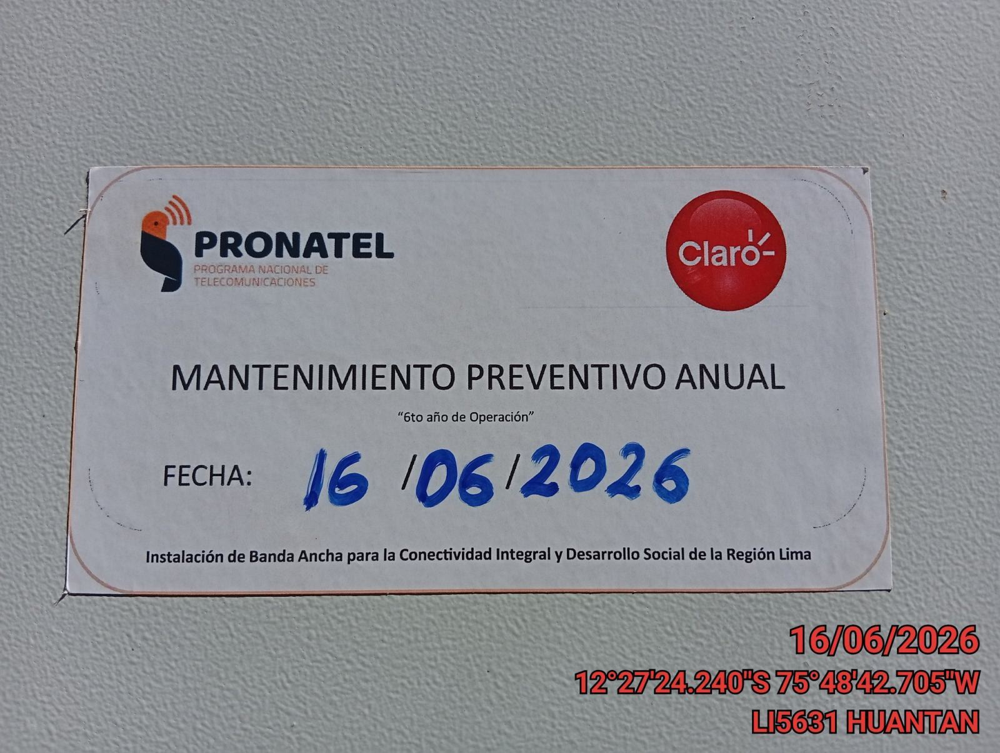 PRONATEL
PROGRAMA NACIONAL DE
TELECOMUNICACIONES
Claro
MANTENIMIENTO PREVENTIVO ANUAL
“6to año de Operación”
FECHA: 16 /06/2026
Instalación de Banda Ancha para la Conectividad Integral y Desarrollo Social de la Región Lima
16/06/2026
12°27'24.240"S 75°48'42.705"W
LI5631 HUANTAN